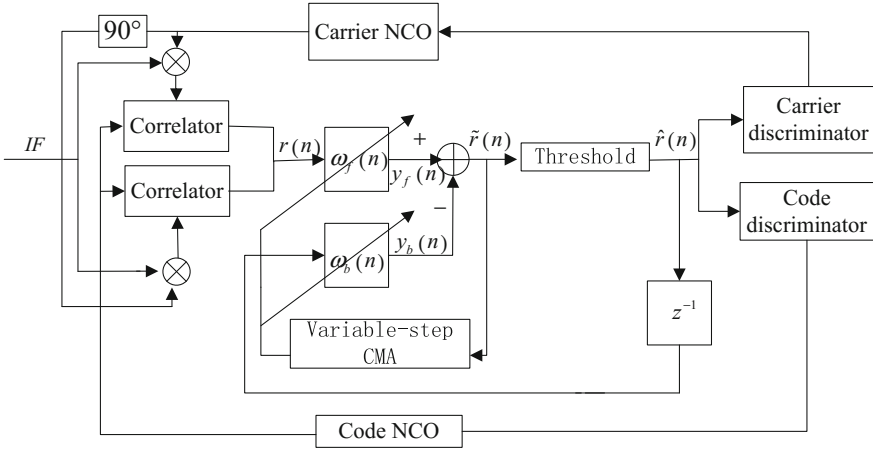 90°
Carrier NCO
IF
Correlator
Correlator
r(n)
ω_f(n)
+
y_f(n)
r̃(n)
Threshold
r̂(n)
Carrier
discriminator
Code
discriminator
−
ω_b(n)
y_b(n)
Variable-step
CMA
z⁻¹
Code NCO